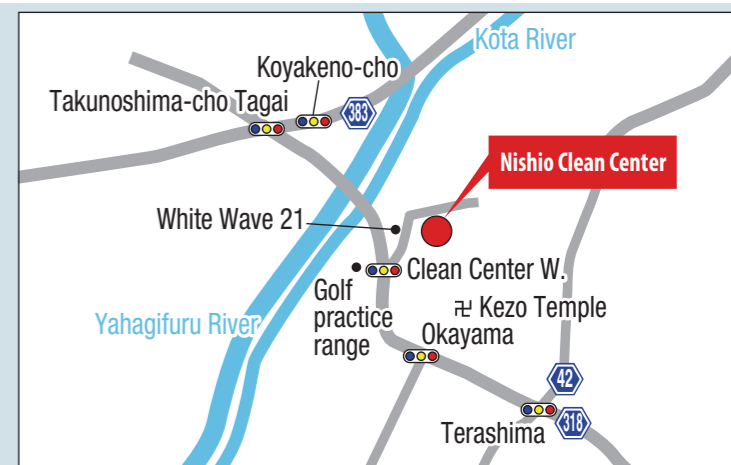 Kota River
Koyakeno-cho
Takunoshima-cho Tagai
383
Nishio Clean Center
White Wave 21
Clean Center W.
Golf
practice
range
卍 Kezo Temple
Yahagifuru River
Okayama
42
318
Terashima